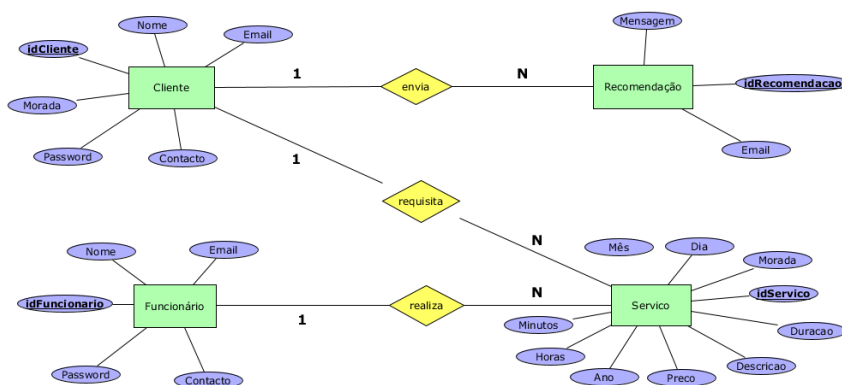 Nome
Mensagem
Email
idCliente
1
N
Cliente
envia
Recomendação
idRecomendacao
Morada
Password
Contacto
1
Email
requisita
N
Nome
Email
Mês
Dia
Morada
idFuncionario
Funcionário
realiza
N
Servico
idServico
1
Minutos
Duracao
Horas
Password
Descricao
Contacto
Ano
Preco